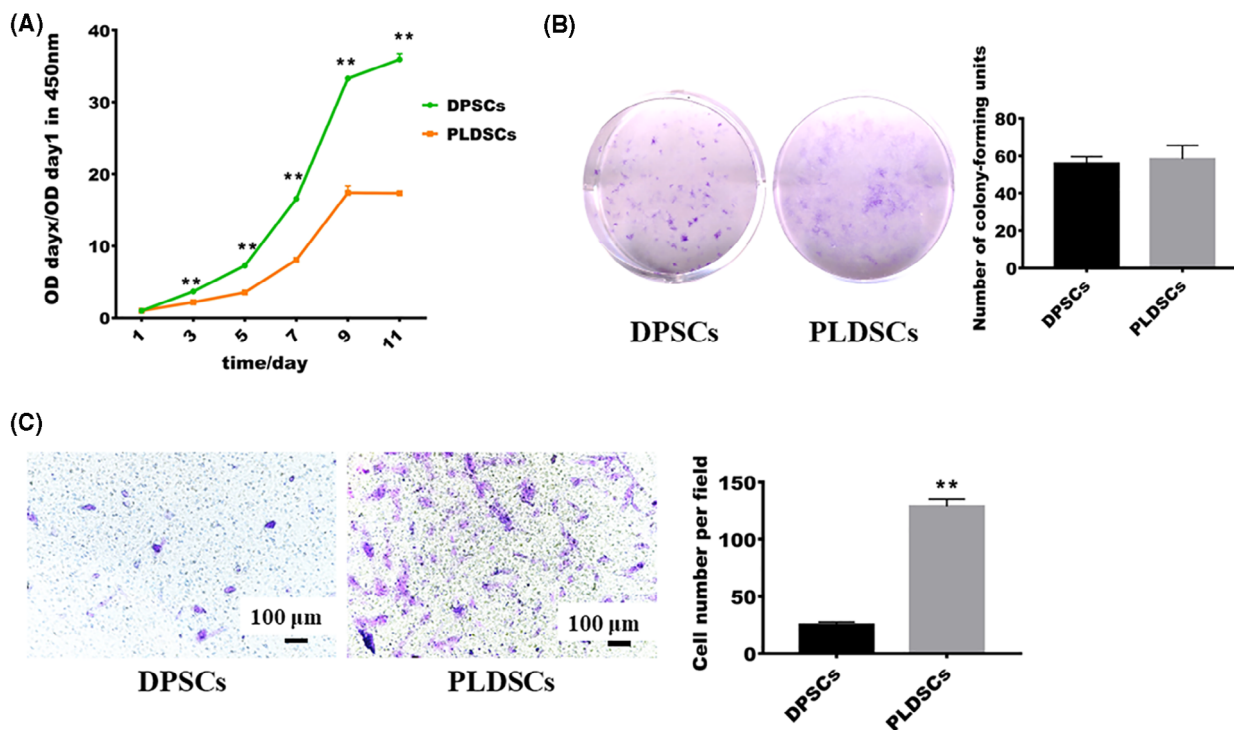 (A)
OD dayx/OD day1 in 450nm
40
30
20
10
0
**
**
**
**
**
1
3
5
7
9
11
time/day
DPSCs
PLDSCs
(B)
DPSCs
PLDSCs
Number of colony-forming units
80
60
40
20
0
DPSCs
PLDSCs
(C)
100 µm
DPSCs
100 µm
PLDSCs
Cell number per field
150
100
50
0
**
DPSCs
PLDSCs